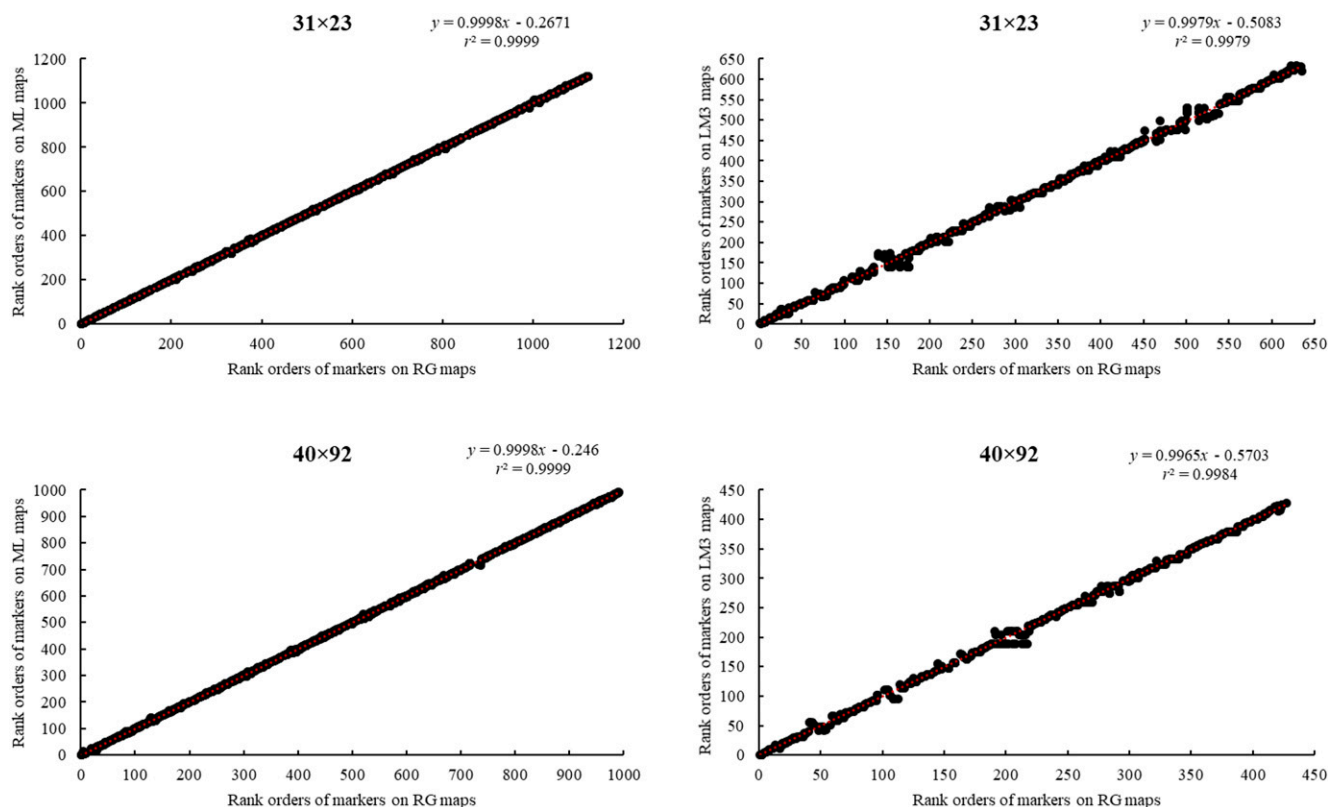 31×23
y = 0.9998x - 0.2671
r² = 0.9999
1200
1000
800
600
400
200
0
0 200 400 600 800 1000 1200
Rank orders of markers on ML maps
Rank orders of markers on RG maps
31×23
y = 0.9979x - 0.5083
r² = 0.9979
650
600
550
500
450
400
350
300
250
200
150
100
50
0
0 50 100 150 200 250 300 350 400 450 500 550 600 650
Rank orders of markers on LM3 maps
Rank orders of markers on RG maps
40×92
y = 0.9998x - 0.246
r² = 0.9999
1000
900
800
700
600
500
400
300
200
100
0
0 100 200 300 400 500 600 700 800 900 1000
Rank orders of markers on ML maps
Rank orders of markers on RG maps
40×92
y = 0.9965x - 0.5703
r² = 0.9984
450
400
350
300
250
200
150
100
50
0
0 50 100 150 200 250 300 350 400 450
Rank orders of markers on LM3 maps
Rank orders of markers on RG maps